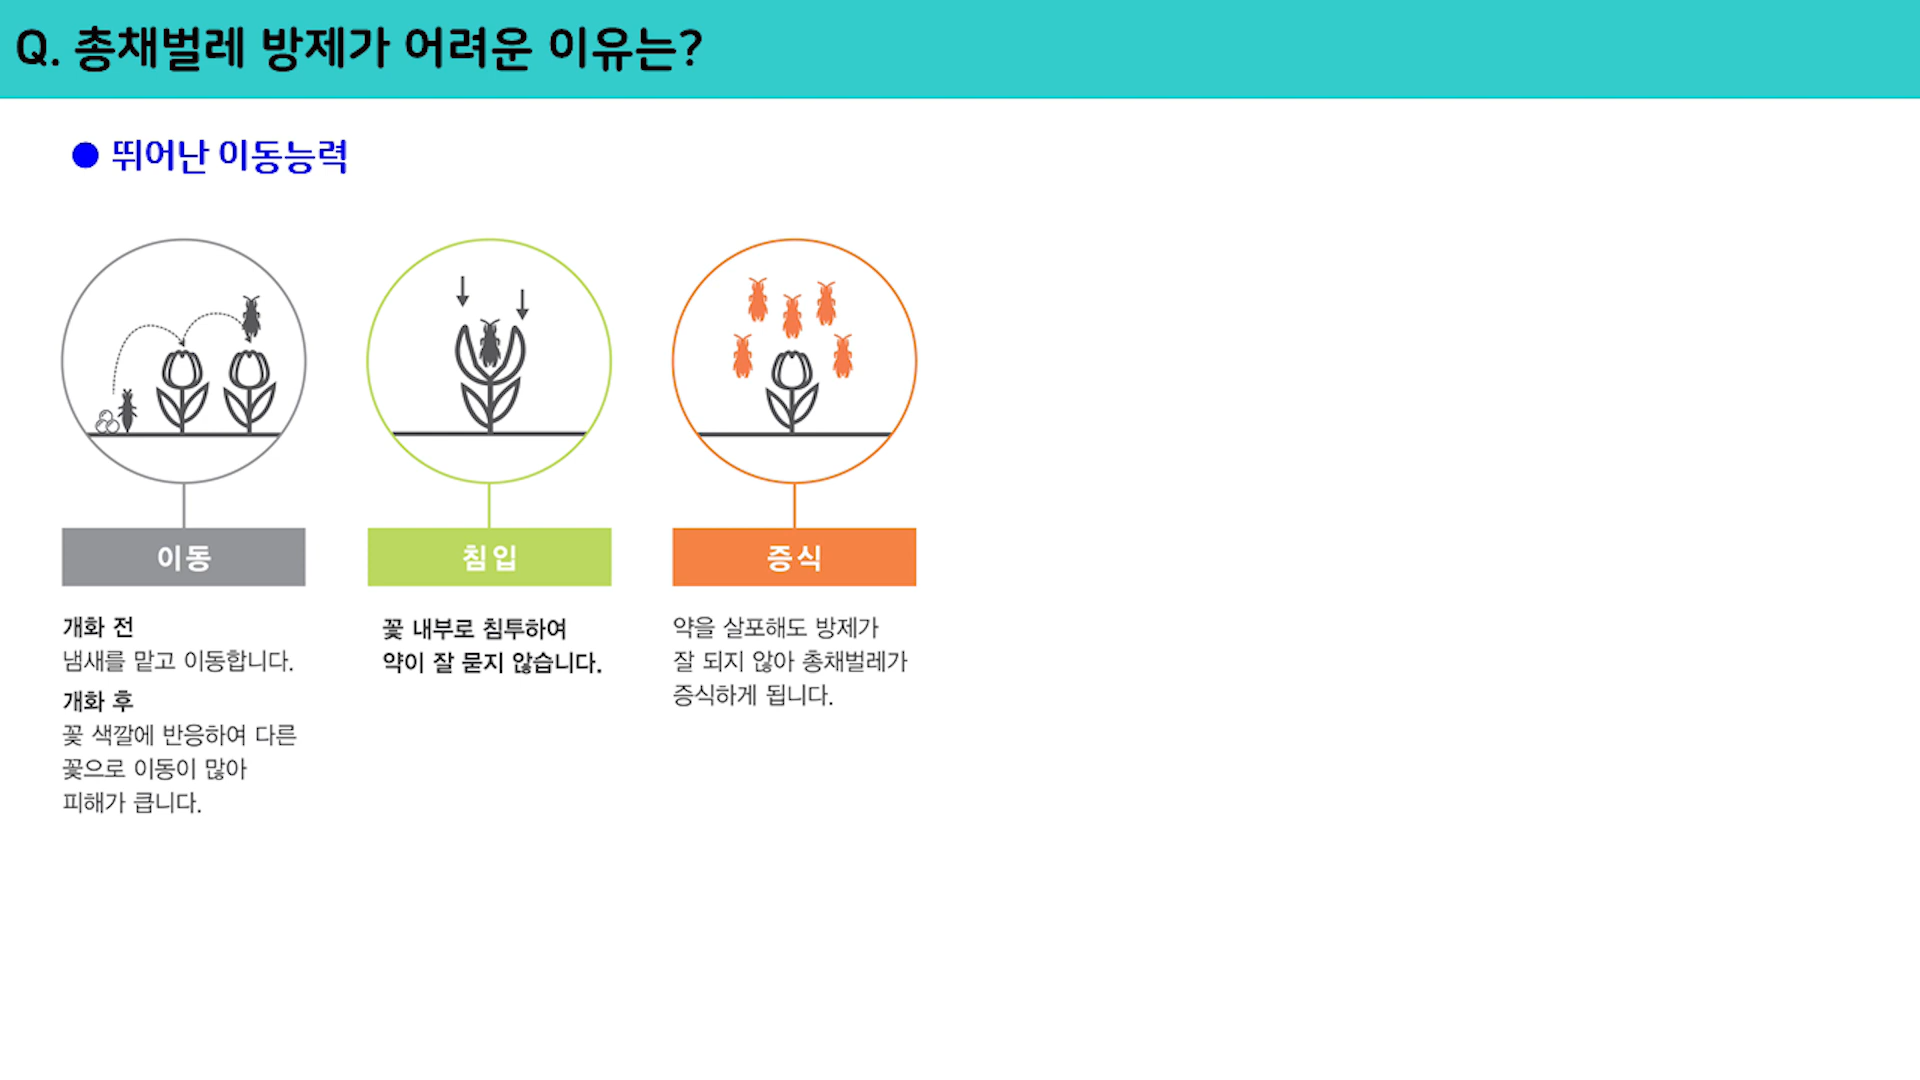 Q. 총채벌레 방제가 어려운 이유는?
● 뛰어난 이동능력
이동
개화 전
냄새를 맡고 이동합니다.
개화 후
꽃 색깔에 반응하여 다른
꽃으로 이동이 많아
피해가 큽니다.
침입
꽃 내부로 침투하여
약이 잘 묻지 않습니다.
증식
약을 살포해도 방제가
잘 되지 않아 총채벌레가
증식하게 됩니다.